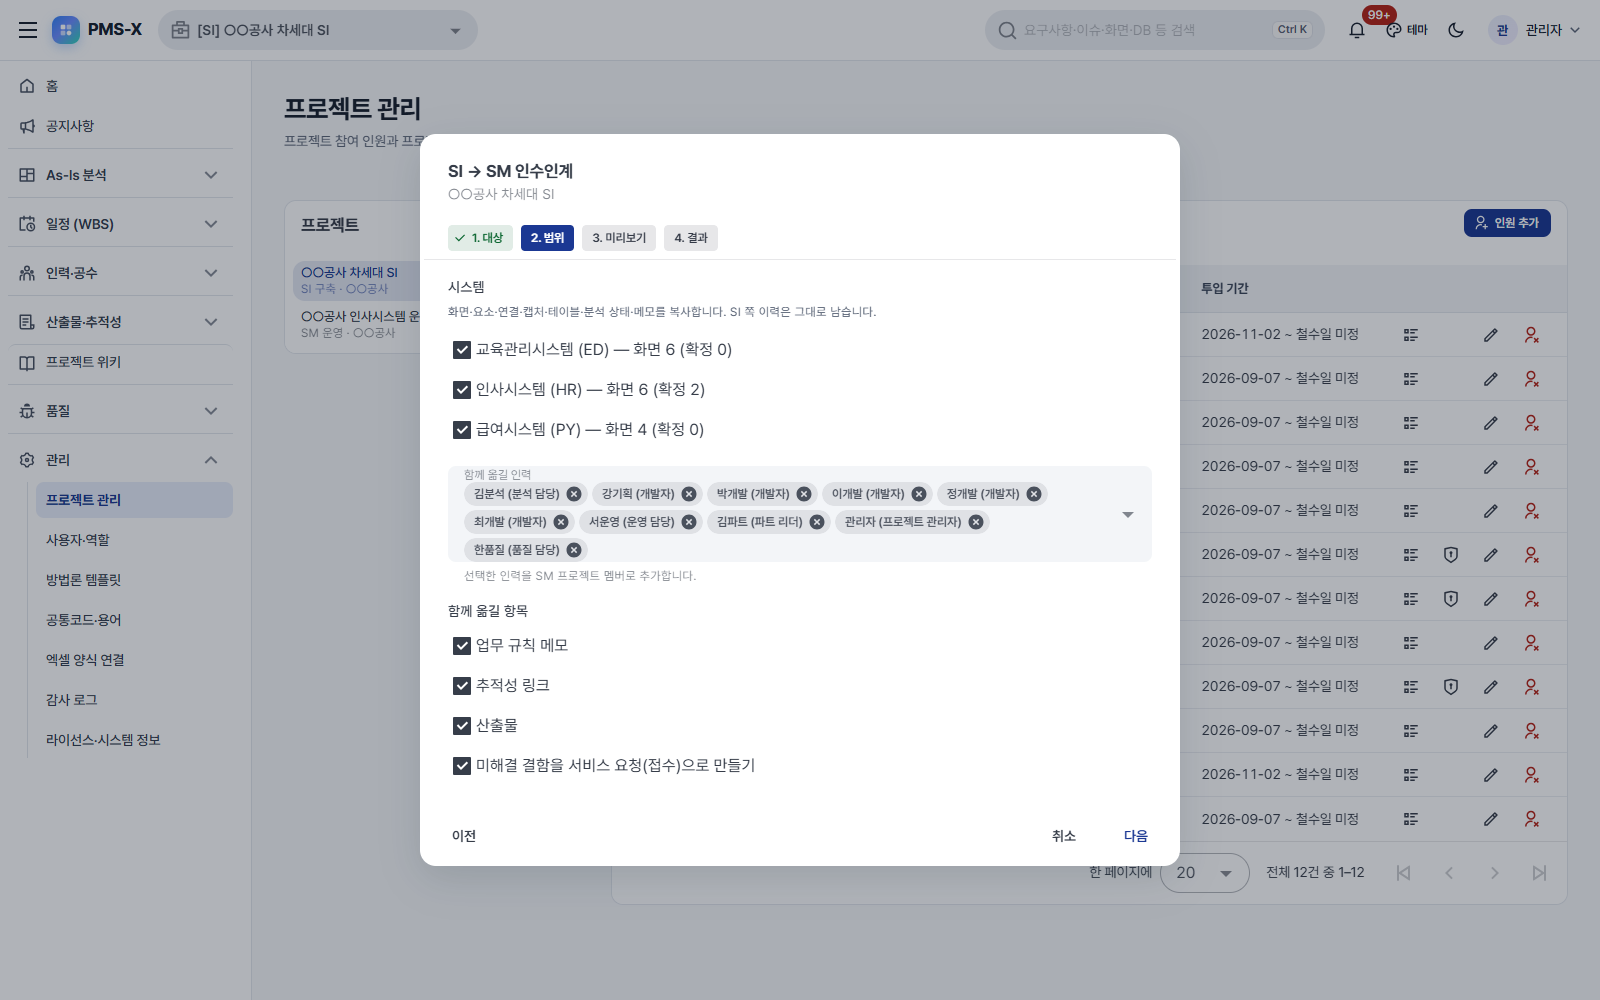 PMS-X
[SI] 〇〇공사 차세대 SI
요구사항·이슈·화면·DB 등 검색
Ctrl K
99+
테마
관
관리자
홈
공지사항
As-Is 분석
일정 (WBS)
인력·공수
산출물·추적성
프로젝트 위키
품질
관리
프로젝트 관리
사용자·역할
방법론 템플릿
공통코드·용어
엑셀 양식 연결
감사 로그
라이선스·시스템 정보
프로젝트 관리
프로젝트 참여 인원과 프로
프로젝트
〇〇공사 차세대 SI
SI 구축 · 〇〇공사
〇〇공사 인사시스템 운
SM 운영 · 〇〇공사
인원 추가
투입 기간
2026-11-02 ~ 철수일 미정
2026-09-07 ~ 철수일 미정
2026-09-07 ~ 철수일 미정
2026-09-07 ~ 철수일 미정
2026-09-07 ~ 철수일 미정
2026-09-07 ~ 철수일 미정
2026-09-07 ~ 철수일 미정
2026-09-07 ~ 철수일 미정
2026-09-07 ~ 철수일 미정
2026-09-07 ~ 철수일 미정
2026-11-02 ~ 철수일 미정
2026-09-07 ~ 철수일 미정
한 페이지에
20
전체 12건 중 1–12
SI → SM 인수인계
〇〇공사 차세대 SI
1. 대상
2. 범위
3. 미리보기
4. 결과
시스템
화면·요소·연결·캡처·테이블·분석 상태·메모를 복사합니다. SI 쪽 이력은 그대로 남습니다.
교육관리시스템 (ED) — 화면 6 (확정 0)
인사시스템 (HR) — 화면 6 (확정 2)
급여시스템 (PY) — 화면 4 (확정 0)
함께 옮길 인력
김분석 (분석 담당) 강기획 (개발자) 박개발 (개발자) 이개발 (개발자) 정개발 (개발자)
최개발 (개발자) 서운영 (운영 담당) 김파트 (파트 리더) 관리자 (프로젝트 관리자)
한품질 (품질 담당)
선택한 인력을 SM 프로젝트 멤버로 추가합니다.
함께 옮길 항목
업무 규칙 메모
추적성 링크
산출물
미해결 결함을 서비스 요청(접수)으로 만들기
이전
취소
다음